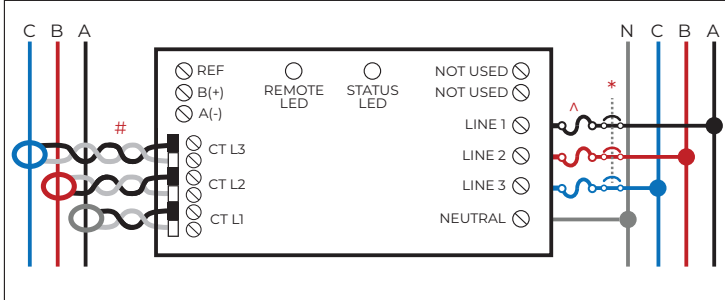 C B A
N C B A
REF
B(+)
A(-)
REMOTE
LED
STATUS
LED
NOT USED
NOT USED
^
*
#
LINE 1
LINE 2
LINE 3
NEUTRAL
CT L3
CT L2
CT L1